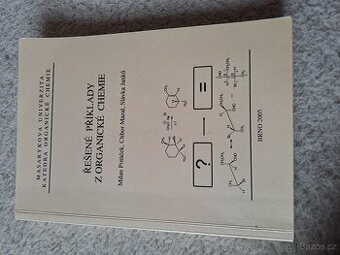 MASARYKOVA UNIVERZITA
KATEDRA ORGANICKÉ CHEMIE
ŘEŠENÉ PŘÍKLADY
Z ORGANICKÉ CHEMIE
Milan Potáček, Ctibor Mazal, Slávka Janků
?
=
BRNO 2005